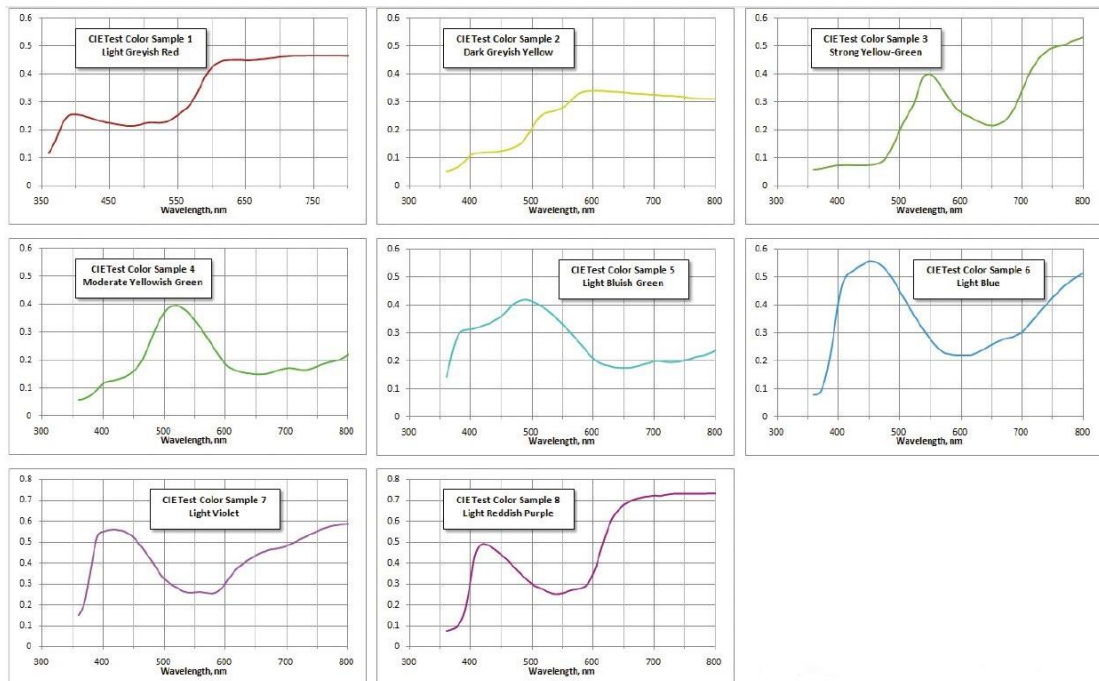 0.6
0.5
0.4
0.3
0.2
0.1
0
CIETest Color Sample 1
Light Greyish Red
350 450 550 650 750
Wavelength, nm
0.6
0.5
0.4
0.3
0.2
0.1
0
CIETest Color Sample 2
Dark Greyish Yellow
300 400 500 600 700 800
Wavelength, nm
0.6
0.5
0.4
0.3
0.2
0.1
0
CIETest Color Sample 3
Strong Yellow-Green
300 400 500 600 700 800
Wavelength, nm
0.6
0.5
0.4
0.3
0.2
0.1
0
CIETest Color Sample 4
Moderate Yellowish Green
300 400 500 600 700 800
Wavelength, nm
0.6
0.5
0.4
0.3
0.2
0.1
0
CIETest Color Sample 5
Light Bluish Green
300 400 500 600 700 800
Wavelength, nm
0.6
0.5
0.4
0.3
0.2
0.1
0
CIETest Color Sample 6
Light Blue
300 400 500 600 700 800
Wavelength, nm
0.8
0.7
0.6
0.5
0.4
0.3
0.2
0.1
0
CIETest Color Sample 7
Light Violet
300 400 500 600 700 800
Wavelength, nm
0.8
0.7
0.6
0.5
0.4
0.3
0.2
0.1
0
CIETest Color Sample 8
Light Reddish Purple
300 400 500 600 700 800
Wavelength, nm